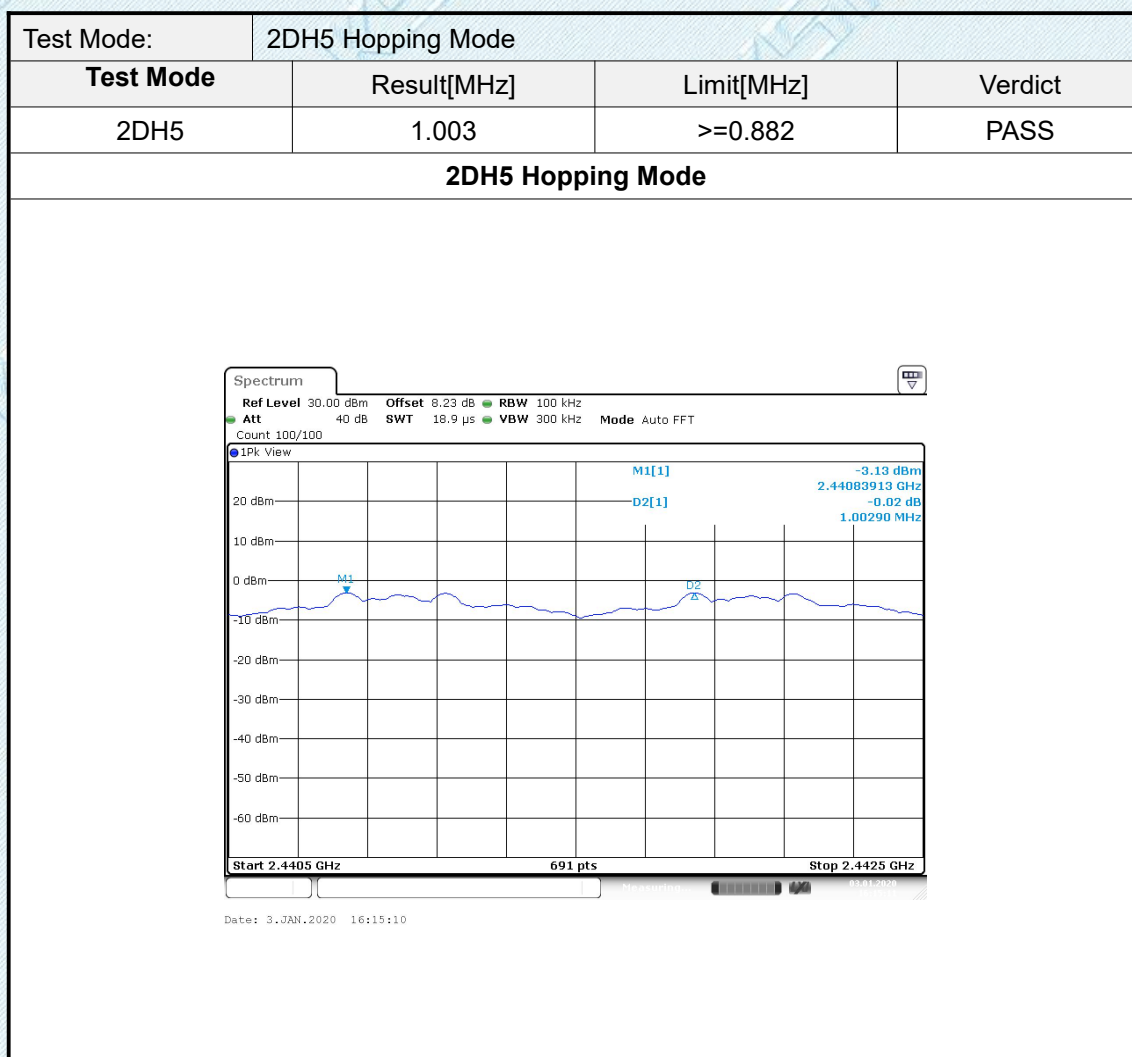 Test Mode: 2DH5 Hopping Mode
Test Mode Result[MHz] Limit[MHz] Verdict
2DH5 1.003 >=0.882 PASS
2DH5 Hopping Mode
Spectrum
Ref Level 30.00 dBm Offset 8.23 dB RBW 100 kHz
Att 40 dB SWT 18.9 µs VBW 300 kHz Mode Auto FFT
Count 100/100
1Pk View
M1[1] -3.13 dBm
2.44083913 GHz
20 dBm D2[1] -0.02 dB
1.00290 MHz
10 dBm
0 dBm M1 D2
-10 dBm
-20 dBm
-30 dBm
-40 dBm
-50 dBm
-60 dBm
Start 2.4405 GHz 691 pts Stop 2.4425 GHz
Measuring... 03.01.2020
Date: 3.JAN.2020 16:15:10